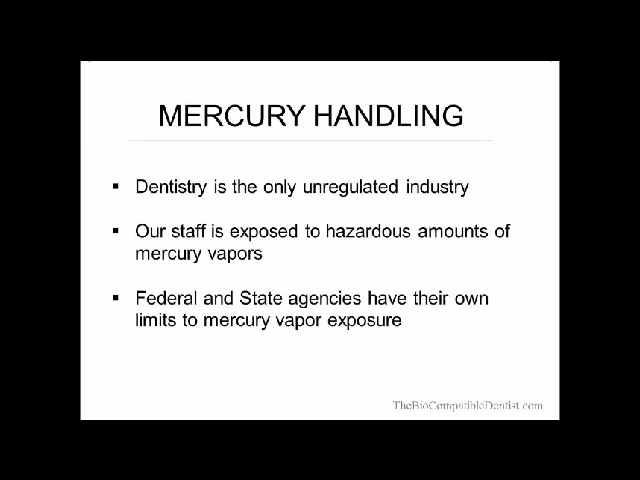 MERCURY HANDLING
▪ Dentistry is the only unregulated industry
▪ Our staff is exposed to hazardous amounts of
mercury vapors
▪ Federal and State agencies have their own
limits to mercury vapor exposure
TheBioCompatibleDentist.com